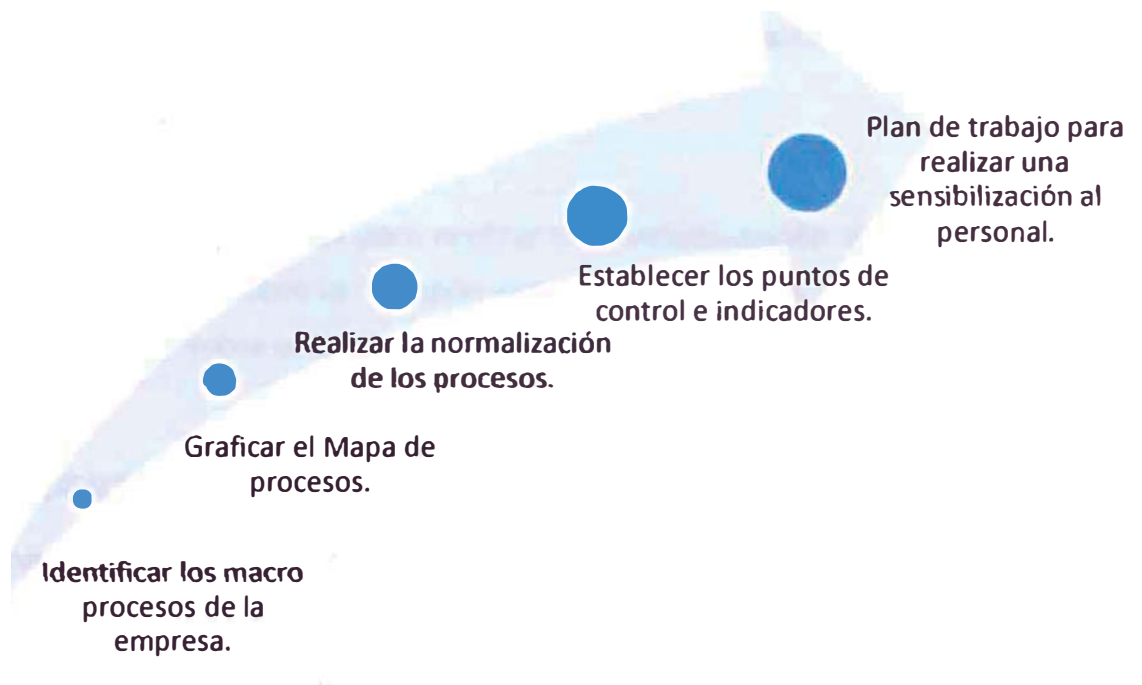 Plan de trabajo para
realizar una
sensibilización al
personal.
Establecer los puntos de
control e indicadores.
Realizar la normalización
de los procesos.
Graficar el Mapa de
procesos.
Identificar los macro
procesos de la
empresa.